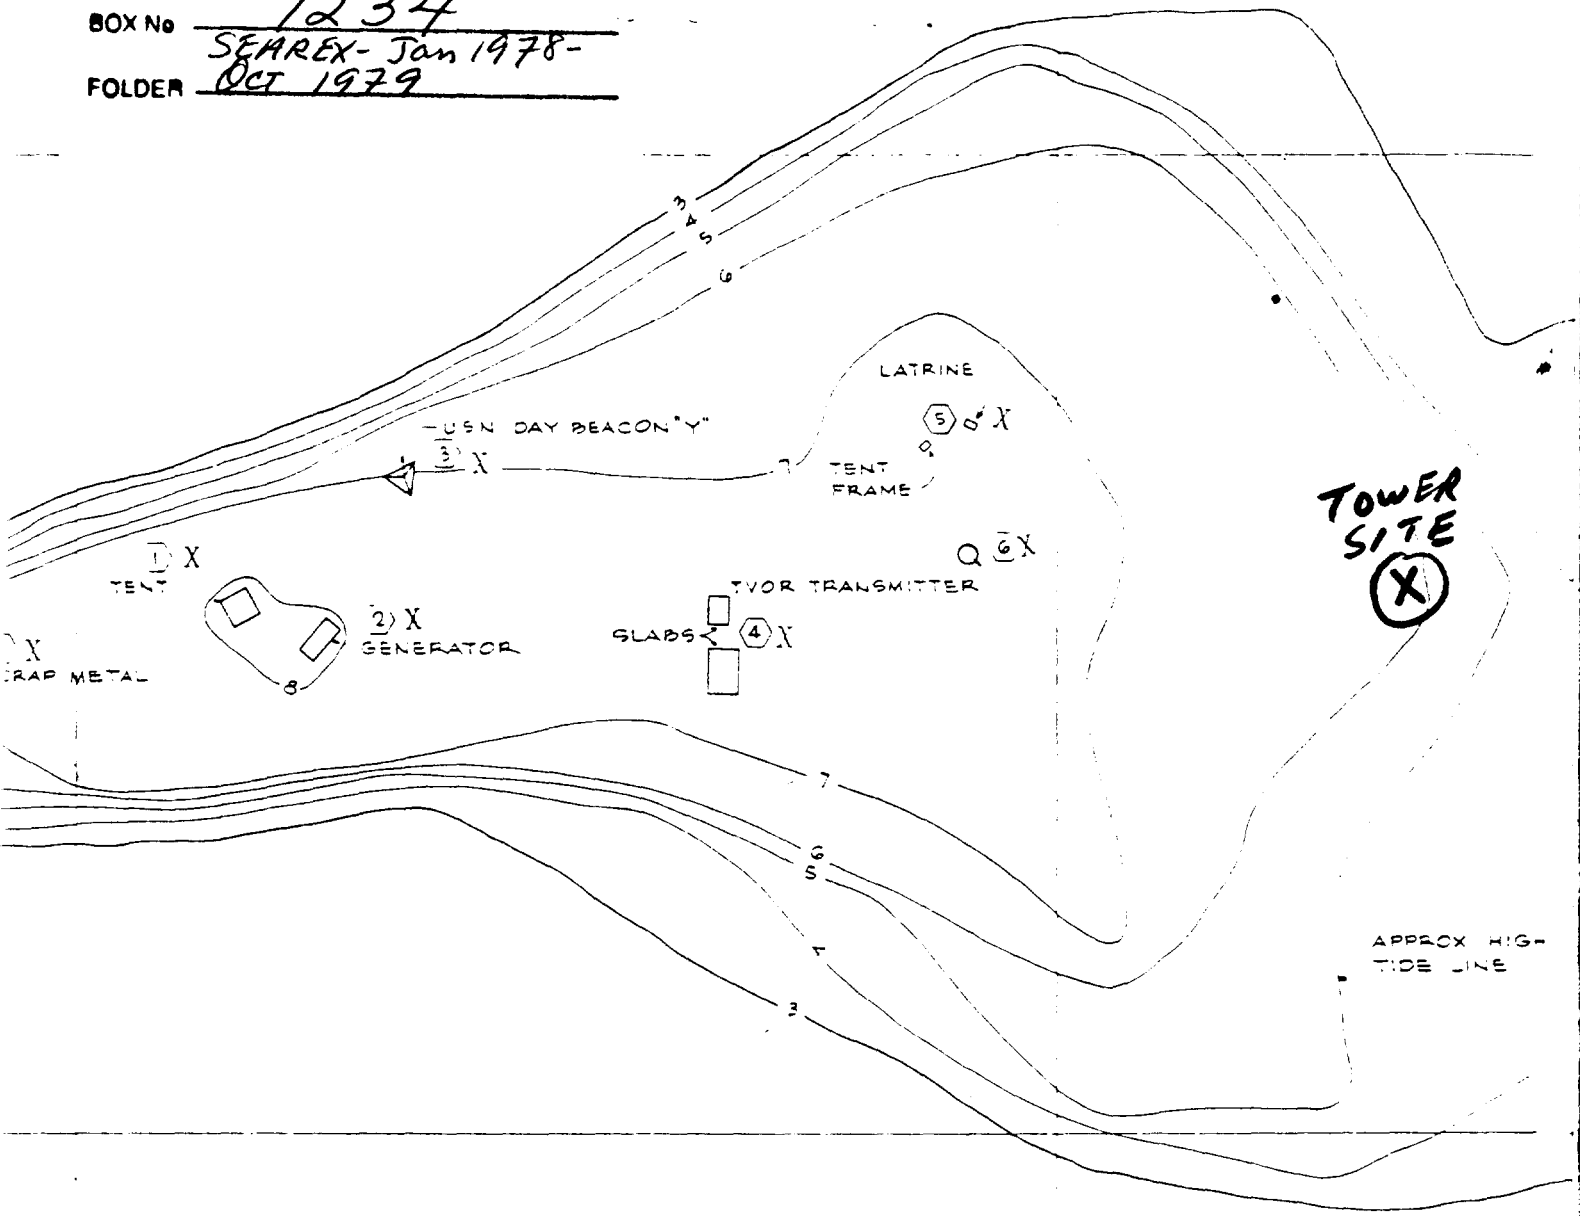 BOX No 1234
SEAREX- Jan 1978-
FOLDER Oct 1979
3
4
5
6
LATRINE
5 X
USN DAY BEACON "Y"
3 X
7
TENT
FRAME
TOWER
SITE
X
1 X
TENT
6 X
TVOR TRANSMITTER
2 X
GENERATOR
SLABS
4 X
X
RAP METAL
8
7
6
5
4
3
APPROX HIG-
TIDE LINE